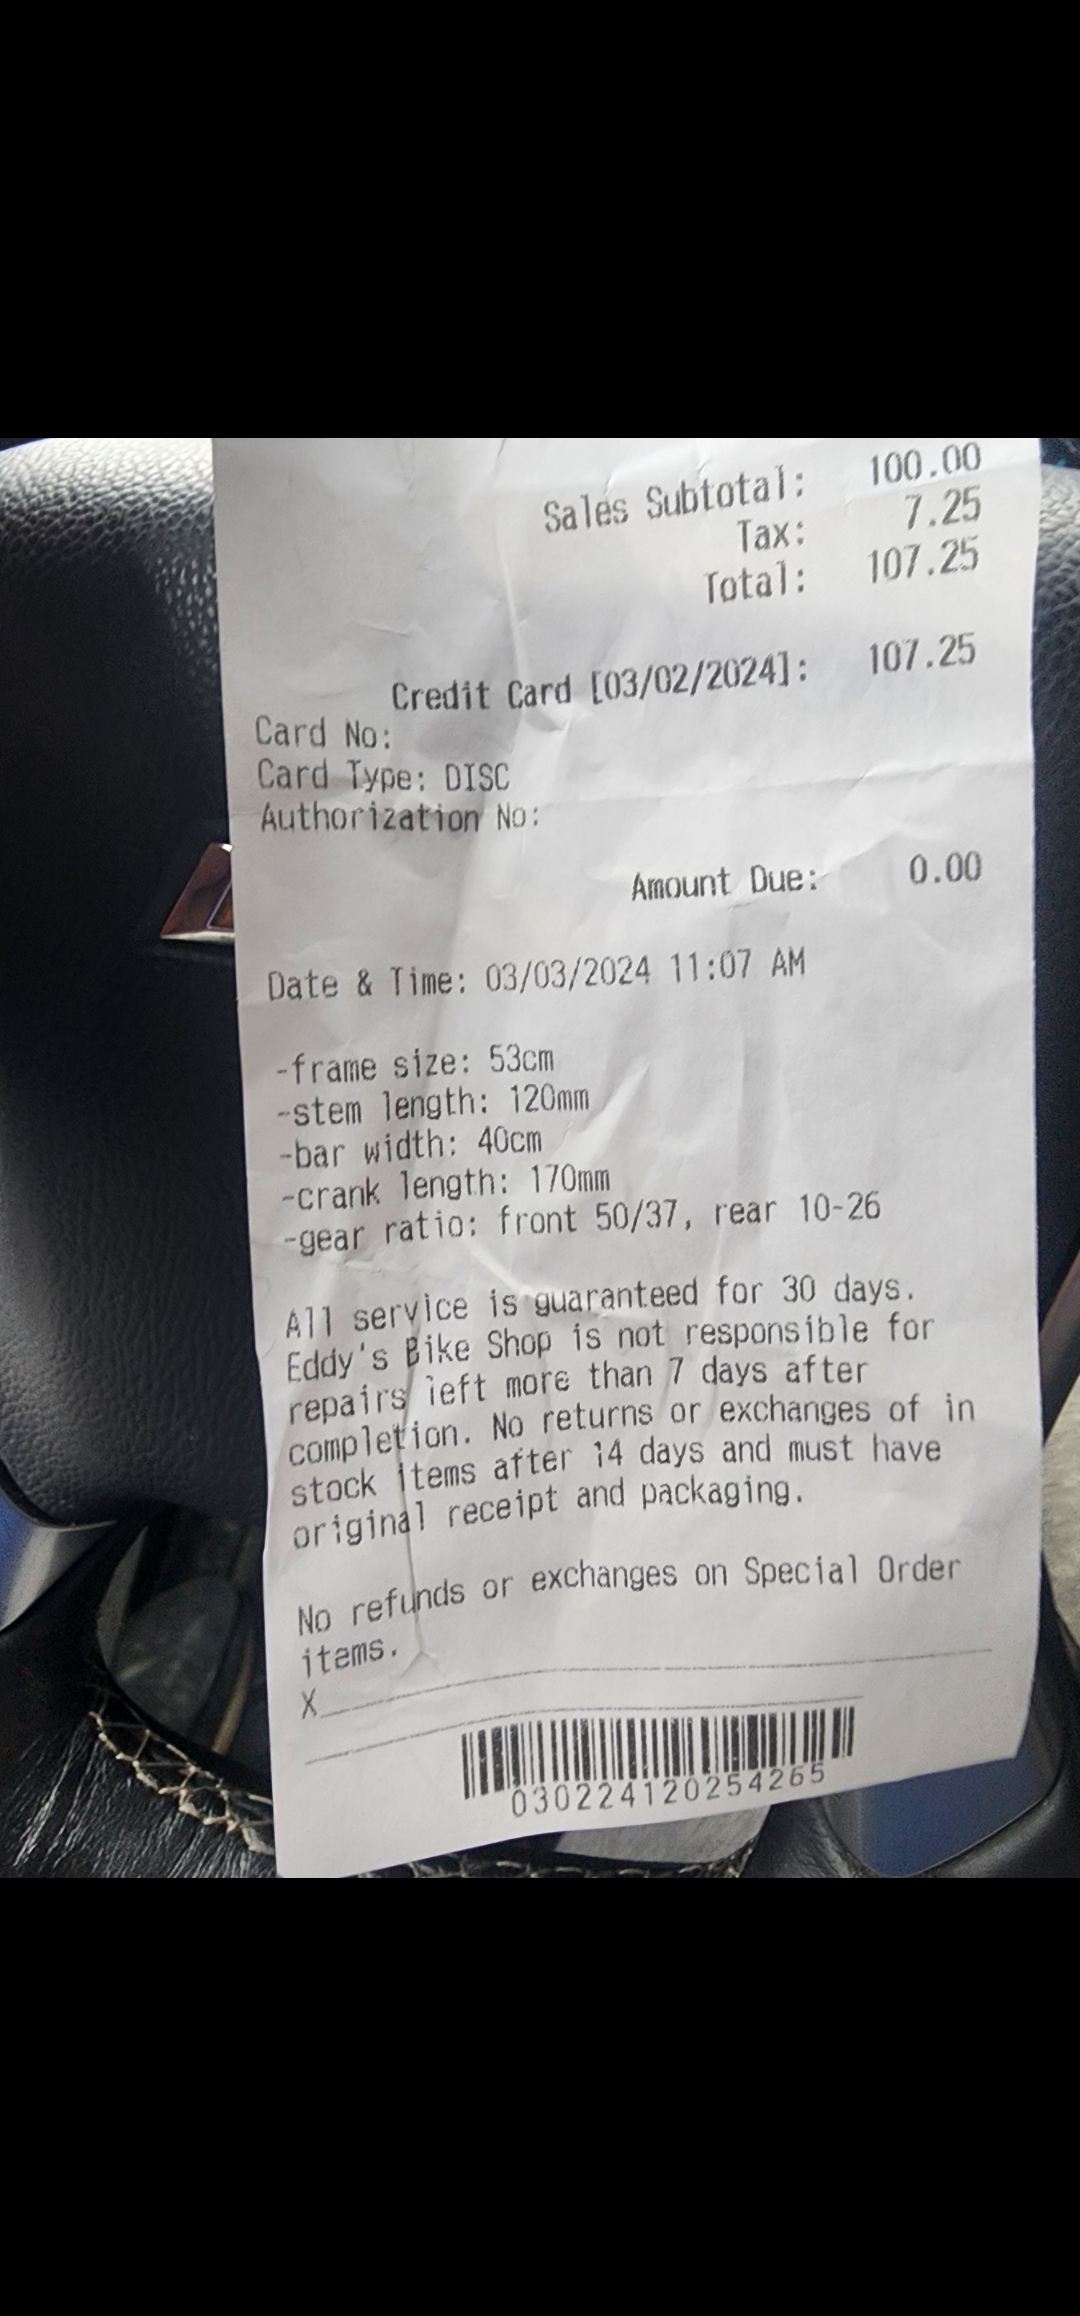 Sales Subtotal: 100.00
Tax: 7.25
Total: 107.25
Credit Card [03/02/2024]: 107.25
Card No:
Card Type: DISC
Authorization No:
Amount Due: 0.00
Date & Time: 03/03/2024 11:07 AM
-frame size: 53cm
-stem length: 120mm
-bar width: 40cm
-crank length: 170mm
-gear ratio: front 50/37, rear 10-26
All service is guaranteed for 30 days.
Eddy's Bike Shop is not responsible for
repairs left more than 7 days after
completion. No returns or exchanges of in
stock items after 14 days and must have
original receipt and packaging.
No refunds or exchanges on Special Order
items.
X
030224120254265